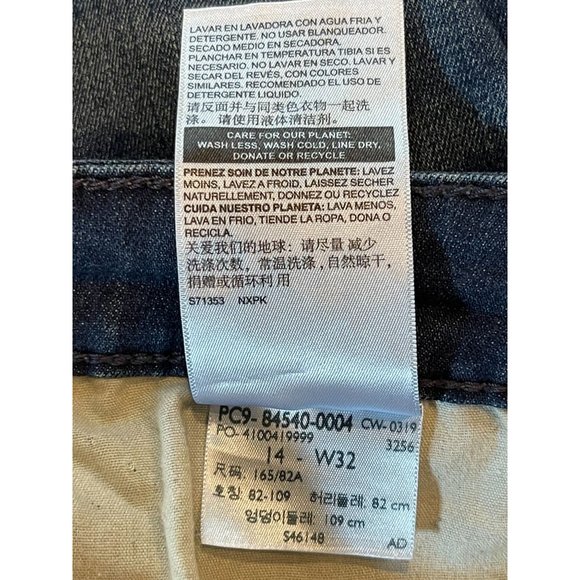 LAVAR EN LAVADORA CON AGUA FRIA Y
DETERGENTE. NO USAR BLANQUEADOR.
SECADO MEDIO EN SECADORA.
PLANCHAR EN TEMPERATURA TIBIA SI ES
NECESARIO. NO LAVAR EN SECO. LAVAR Y
SECAR DEL REVÉS, CON COLORES
SIMILARES. RECOMENDADO EL USO DE
DETERGENTE LIQUIDO.
请反面并与同类色衣物一起洗
涤。请使用液体清洁剂。
CARE FOR OUR PLANET:
WASH LESS, WASH COLD, LINE DRY,
DONATE OR RECYCLE
PRENEZ SOIN DE NOTRE PLANETE: LAVEZ
MOINS, LAVEZ A FROID, LAISSEZ SECHER
NATURELLEMENT, DONNEZ OU RECYCLEZ
CUIDA NUESTRO PLANETA: LAVA MENOS,
LAVA EN FRIO, TIENDE LA ROPA, DONA O
RECICLA.
关爱我们的地球：请尽量 减少
洗涤次数，常温洗涤，自然晾干，
捐赠或循环利 用
S71353 NXPK
PC9- 84540-0004 CW-0319
PO- 4100419999 3256
14 - W32
尺码: 165/82A
호칭: 82-109 허리둘레: 82 cm
엉덩이둘레: 109 cm
S46148 AD